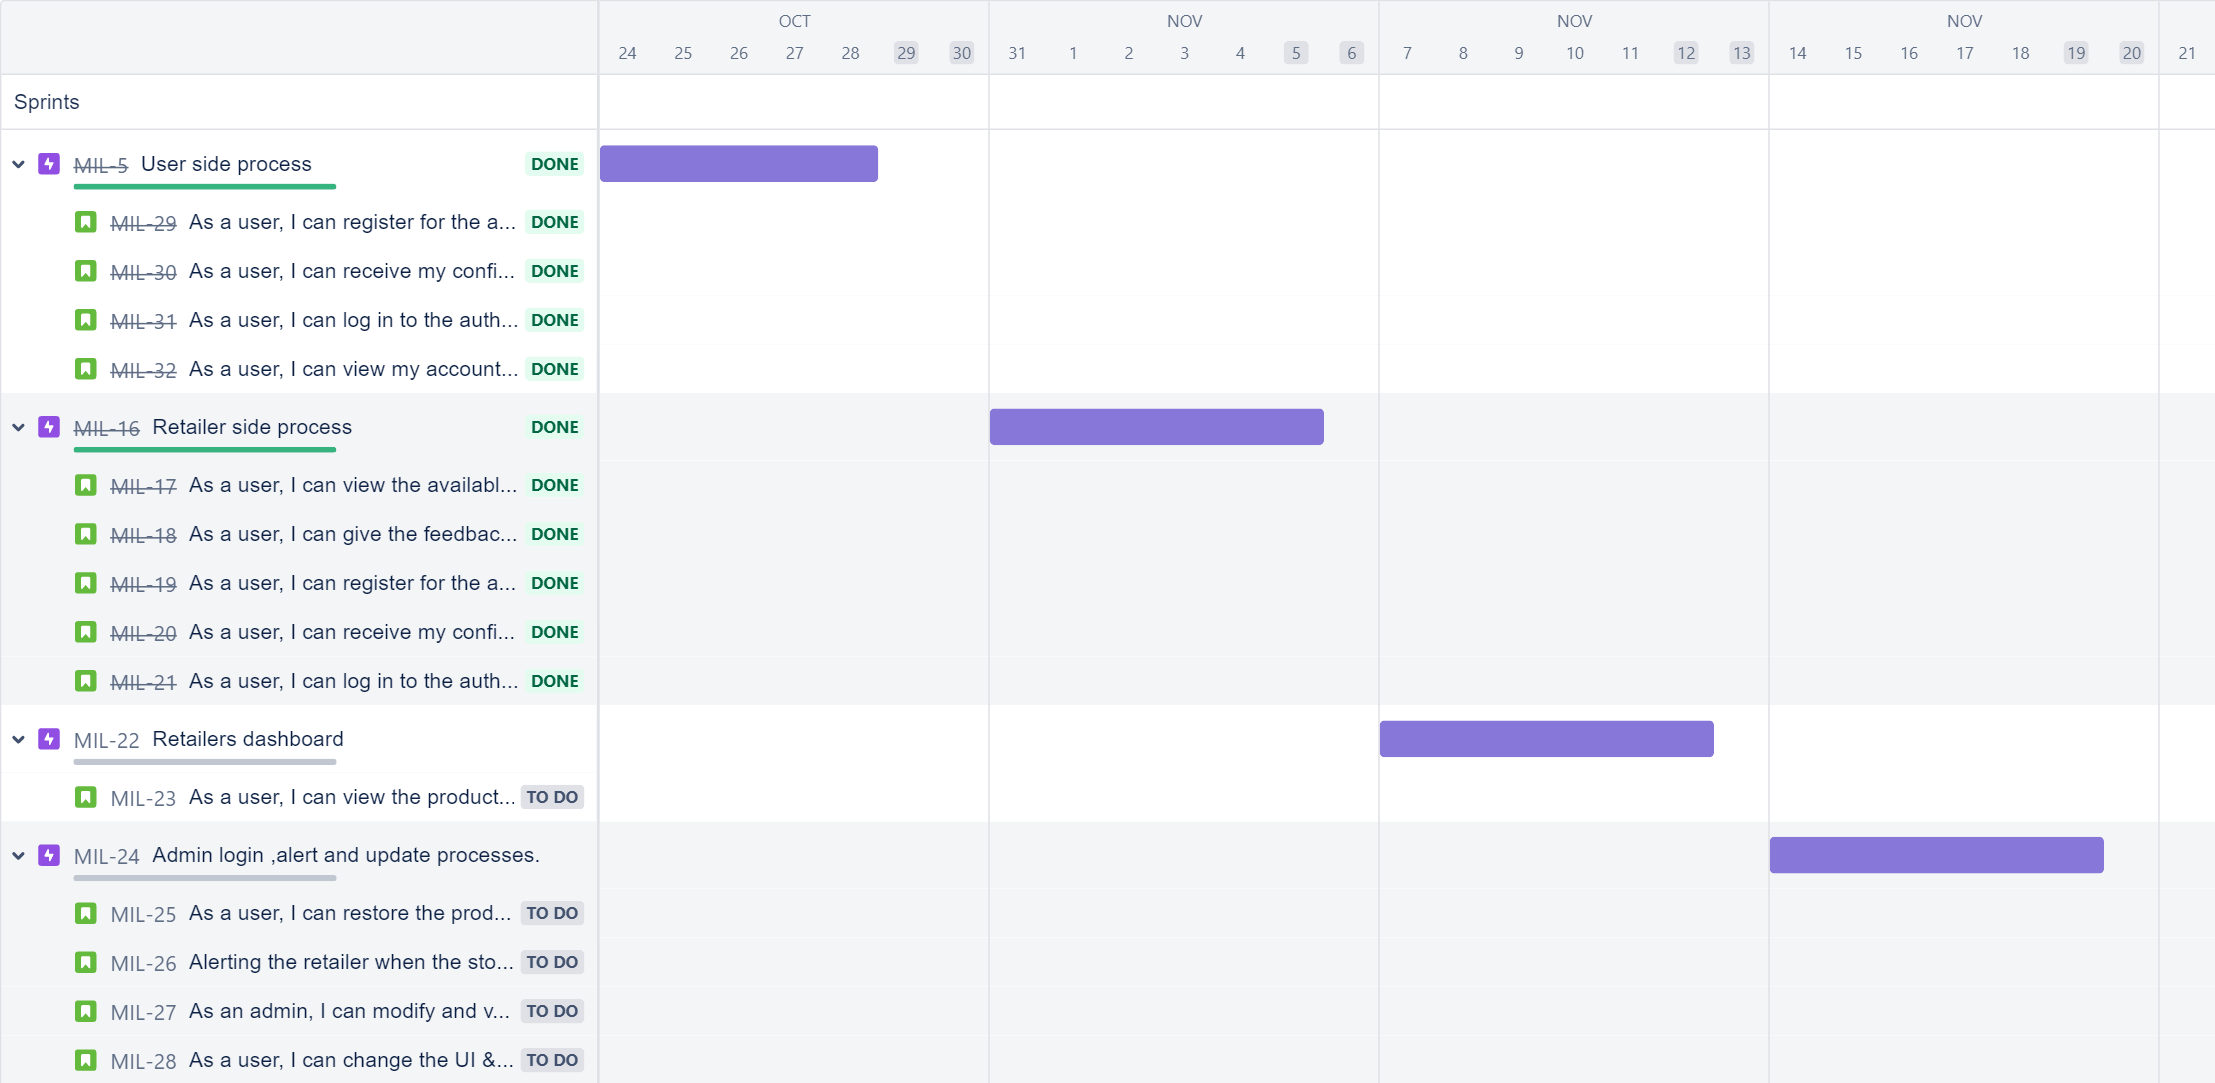 OCT NOV NOV NOV
24 25 26 27 28 29 30 31 1 2 3 4 5 6 7 8 9 10 11 12 13 14 15 16 17 18 19 20 21
Sprints
MIL-5 User side process DONE
MIL-29 As a user, I can register for the a... DONE
MIL-30 As a user, I can receive my confi... DONE
MIL-31 As a user, I can log in to the auth... DONE
MIL-32 As a user, I can view my account... DONE
MIL-16 Retailer side process DONE
MIL-17 As a user, I can view the availabl... DONE
MIL-18 As a user, I can give the feedbac... DONE
MIL-19 As a user, I can register for the a... DONE
MIL-20 As a user, I can receive my confi... DONE
MIL-21 As a user, I can log in to the auth... DONE
MIL-22 Retailers dashboard
MIL-23 As a user, I can view the product... TO DO
MIL-24 Admin login ,alert and update processes.
MIL-25 As a user, I can restore the prod... TO DO
MIL-26 Alerting the retailer when the sto... TO DO
MIL-27 As an admin, I can modify and v... TO DO
MIL-28 As a user, I can change the UI &... TO DO